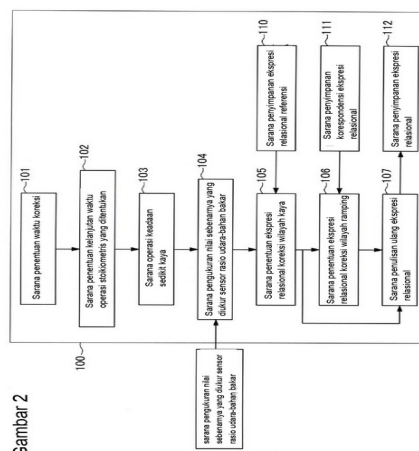 Gambar 2
100
101
Sarana penentuan waktu koreksi
102
Sarana penentuan kelanjutan waktu
operasi stoikiometris yang ditentukan
103
Sarana operasi keadaan
sedikit kaya
104
Sarana pengukuran nilai sebenarnya yang
diukur sensor rasio udara-bahan bakar
sarana pengukuran nilai
sebenarnya yang diukur sensor
rasio udara-bahan bakar
105
Sarana penentuan ekspresi
relasional koreksi wilayah kaya
110
Sarana penyimpanan ekspresi
relasional referensi
106
Sarana penentuan ekspresi
relasional koreksi wilayah ramping
111
Sarana penyimpanan
korespondensi ekspresi
relasional
107
Sarana penulisan ulang ekspresi
relasional
112
Sarana penyimpanan ekspresi
relasional